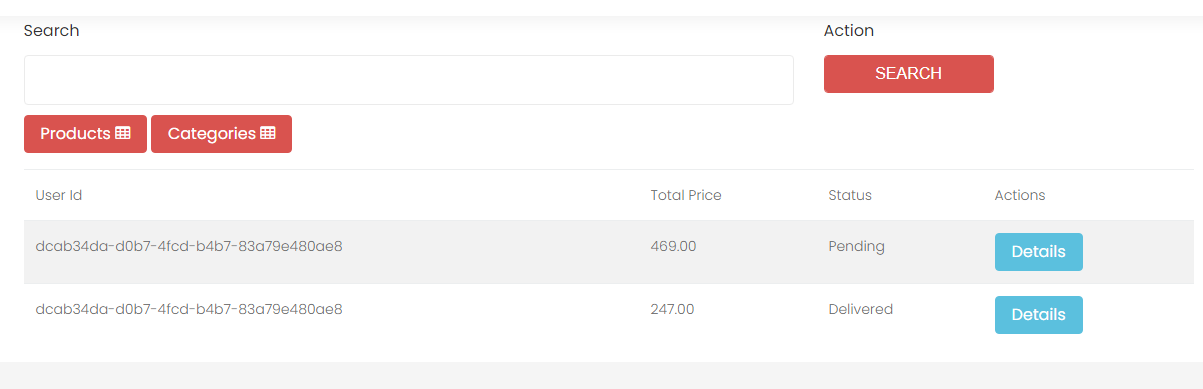 Search
Action
SEARCH
Products
Categories
User Id Total Price Status Actions
dcab34da-d0b7-4fcd-b4b7-83a79e480ae8 469.00 Pending Details
dcab34da-d0b7-4fcd-b4b7-83a79e480ae8 247.00 Delivered Details